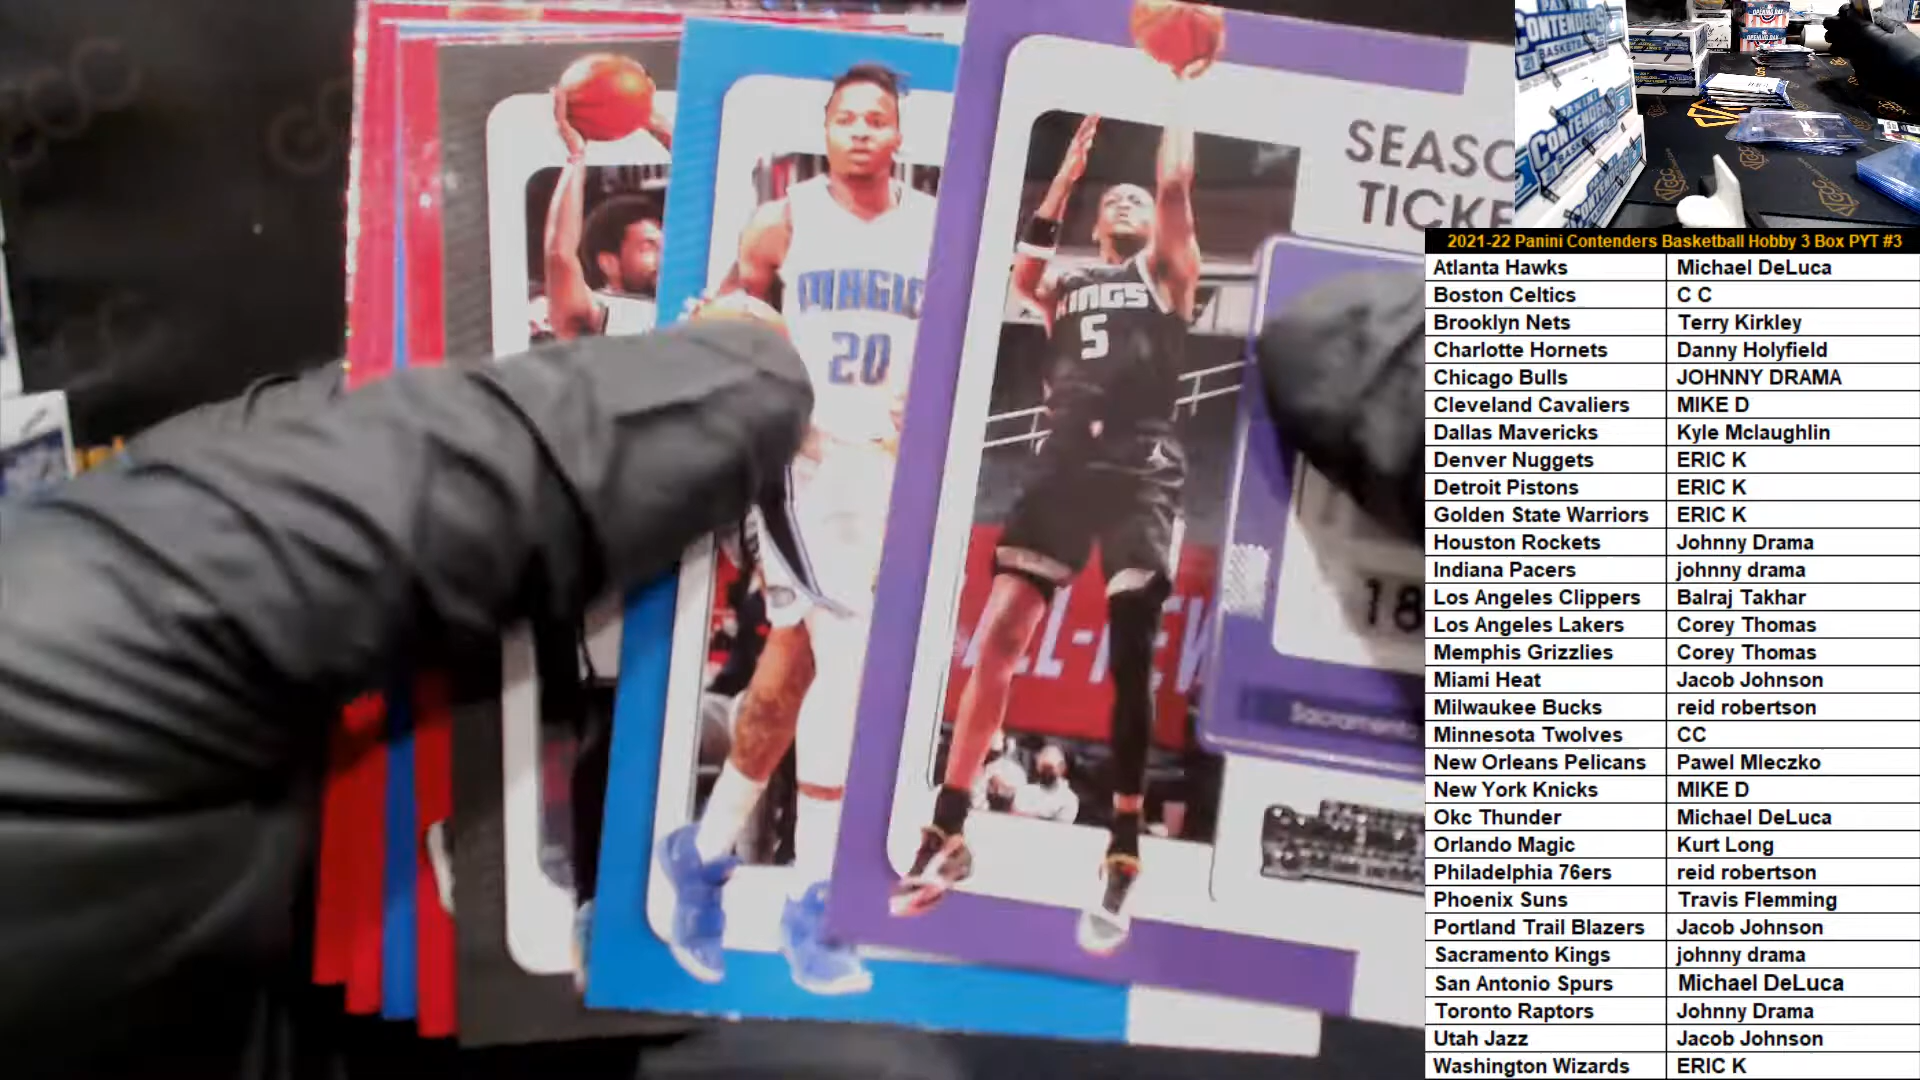 SEASO
TICKE
MAGIC
20
KINGS
5
18
Sacramento
PANINI
CONTENDERS
BASKETBALL
PANINI
CONTENDERS
2021-22 Panini Contenders Basketball Hobby 3 Box PYT #3
Atlanta Hawks Michael DeLuca
Boston Celtics C C
Brooklyn Nets Terry Kirkley
Charlotte Hornets Danny Holyfield
Chicago Bulls JOHNNY DRAMA
Cleveland Cavaliers MIKE D
Dallas Mavericks Kyle Mclaughlin
Denver Nuggets ERIC K
Detroit Pistons ERIC K
Golden State Warriors ERIC K
Houston Rockets Johnny Drama
Indiana Pacers johnny drama
Los Angeles Clippers Balraj Takhar
Los Angeles Lakers Corey Thomas
Memphis Grizzlies Corey Thomas
Miami Heat Jacob Johnson
Milwaukee Bucks reid robertson
Minnesota Twolves CC
New Orleans Pelicans Pawel Mleczko
New York Knicks MIKE D
Okc Thunder Michael DeLuca
Orlando Magic Kurt Long
Philadelphia 76ers reid robertson
Phoenix Suns Travis Flemming
Portland Trail Blazers Jacob Johnson
Sacramento Kings johnny drama
San Antonio Spurs Michael DeLuca
Toronto Raptors Johnny Drama
Utah Jazz Jacob Johnson
Washington Wizards ERIC K